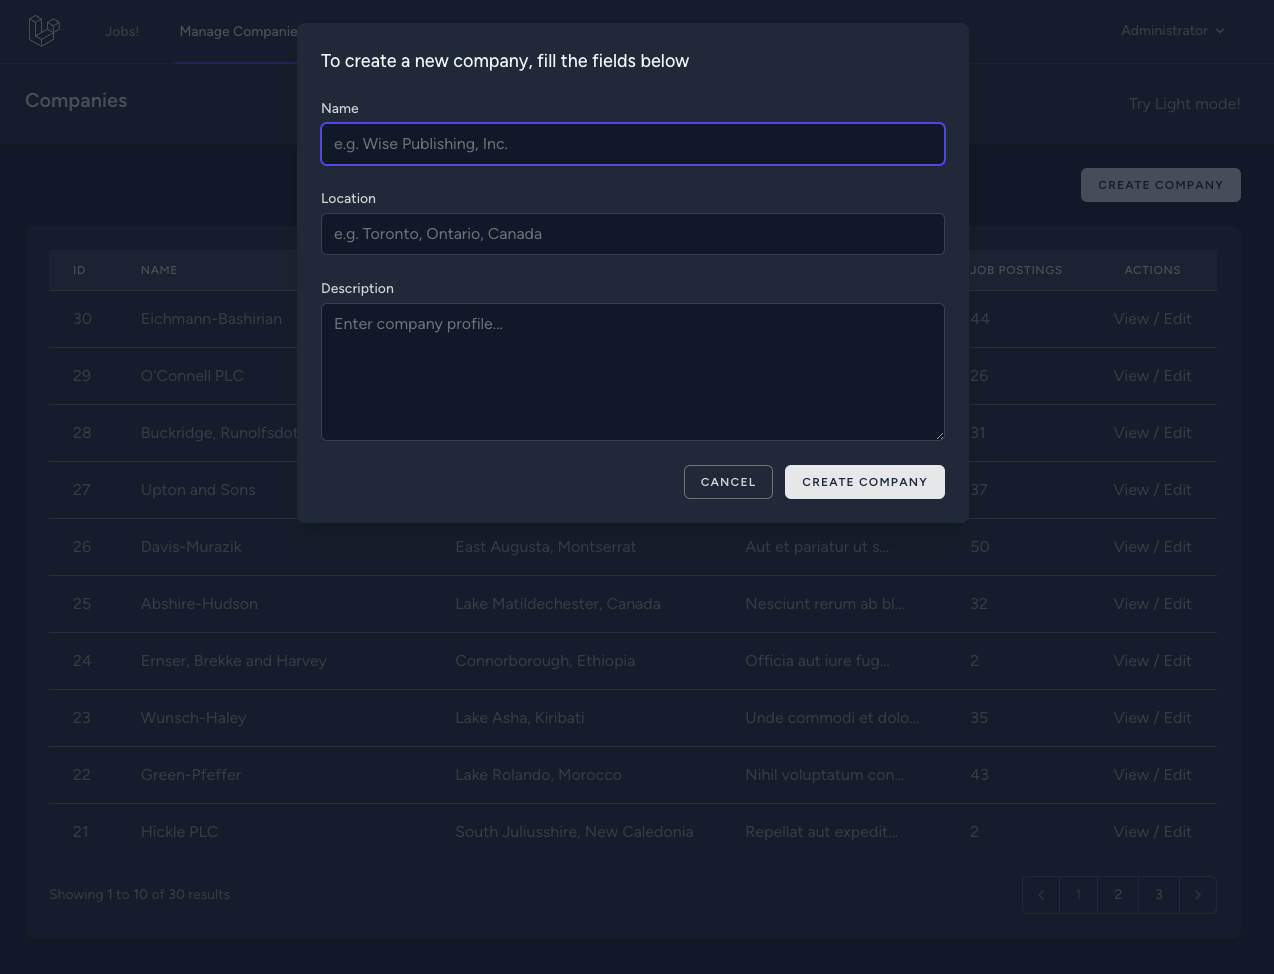 Jobs!
Manage Companie
Administrator
Companies
Try Light mode!
CREATE COMPANY
To create a new company, fill the fields below
Name
e.g. Wise Publishing, Inc.
Location
e.g. Toronto, Ontario, Canada
Description
Enter company profile...
CANCEL CREATE COMPANY
ID NAME JOB POSTINGS ACTIONS
30 Eichmann-Bashirian 44 View / Edit
29 O'Connell PLC 26 View / Edit
28 Buckridge, Runolfsdot 31 View / Edit
27 Upton and Sons 37 View / Edit
26 Davis-Murazik East Augusta, Montserrat Aut et pariatur ut s... 50 View / Edit
25 Abshire-Hudson Lake Matildechester, Canada Nesciunt rerum ab bl... 32 View / Edit
24 Ernser, Brekke and Harvey Connorborough, Ethiopia Officia aut iure fug... 2 View / Edit
23 Wunsch-Haley Lake Asha, Kiribati Unde commodi et dolo... 35 View / Edit
22 Green-Pfeffer Lake Rolando, Morocco Nihil voluptatum con... 43 View / Edit
21 Hickle PLC South Juliusshire, New Caledonia Repellat aut expedit... 2 View / Edit
Showing 1 to 10 of 30 results
1 2 3